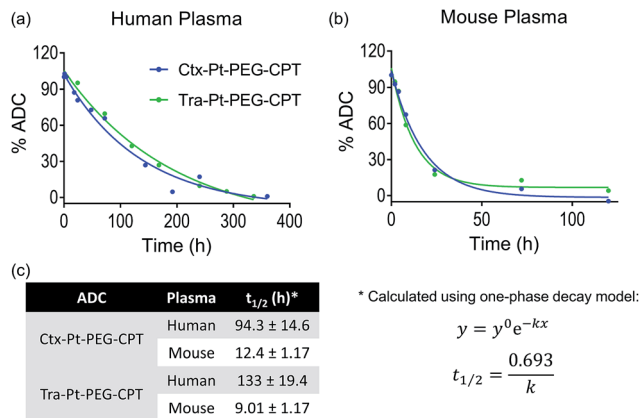 (a) Human Plasma
120
90
60
30
0
% ADC
Ctx-Pt-PEG-CPT
Tra-Pt-PEG-CPT
0 100 200 300 400
Time (h)
(b) Mouse Plasma
120
90
60
30
0
% ADC
0 50 100
Time (h)
(c)
ADC Plasma t1/2 (h)*
Ctx-Pt-PEG-CPT Human 94.3 ± 14.6
Mouse 12.4 ± 1.17
Tra-Pt-PEG-CPT Human 133 ± 19.4
Mouse 9.01 ± 1.17
* Calculated using one-phase decay model:
y = y⁰e⁻ᵏˣ
t1/2 = 0.693
k